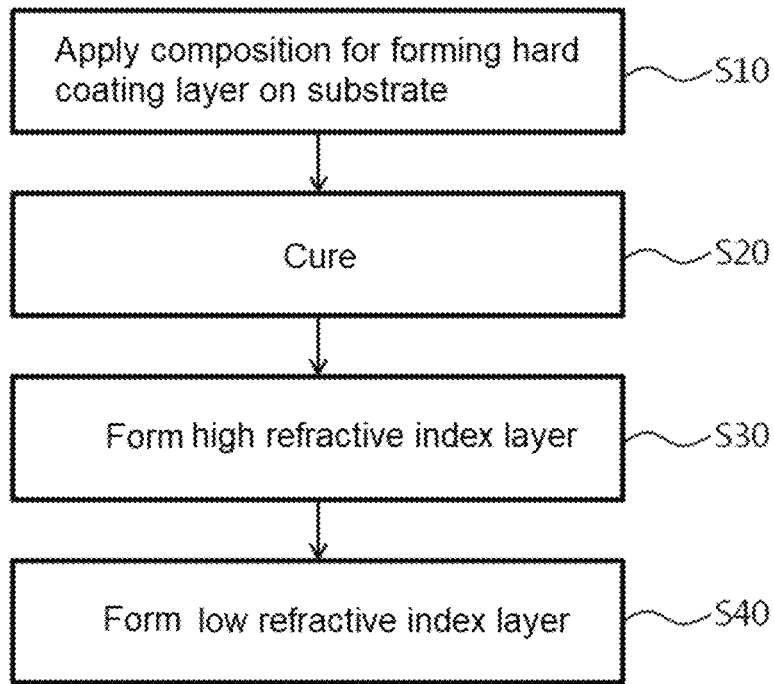 Apply composition for forming hard
coating layer on substrate
S10
Cure
S20
Form high refractive index layer
S30
Form low refractive index layer
S40